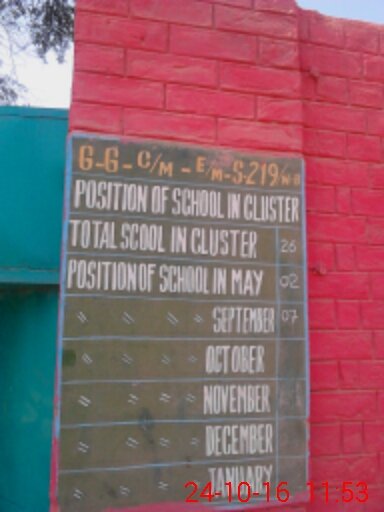 G-G-C/M-E/M-S-219/WB
POSITION OF SCHOOL IN CLUSTER
TOTAL SCOOL IN CLUSTER 26
POSITION OF SCHOOL IN MAY 02
〃 〃 〃 〃 SEPTEMBER 07
〃 〃 〃 〃 OCTOBER
〃 〃 〃 〃 NOVEMBER
〃 〃 〃 〃 DECEMBER
〃 〃 〃 〃 JANUARY
24-10-16 11:53